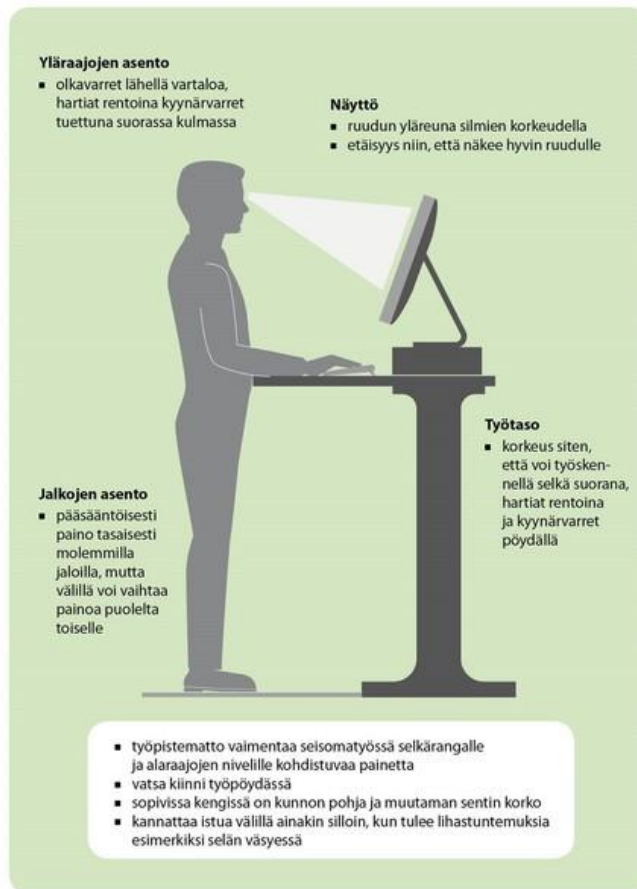 Yläraajojen asento
▪ olkavarret lähellä vartaloa,
hartiat rentoina kyynärvarret
tuettuna suorassa kulmassa
Näyttö
▪ ruudun yläreuna silmien korkeudella
▪ etäisyys niin, että näkee hyvin ruudulle
Työtaso
▪ korkeus siten,
että voi työsken-
nellä selkä suorana,
hartiat rentoina
ja kyynärvarret
pöydällä
Jalkojen asento
▪ pääsääntöisesti
paino tasaisesti
molemmilla
jaloilla, mutta
välillä voi vaihtaa
painoa puolelta
toiselle
▪ työpistematto vaimentaa seisomatyössä selkärangalle
ja alaraajojen nivelille kohdistuvaa painetta
▪ vatsa kiinni työpöydässä
▪ sopivissa kengissä on kunnon pohja ja muutaman sentin korko
▪ kannattaa istua välillä ainakin silloin, kun tulee lihastuntemuksia
esimerkiksi selän väsyessä